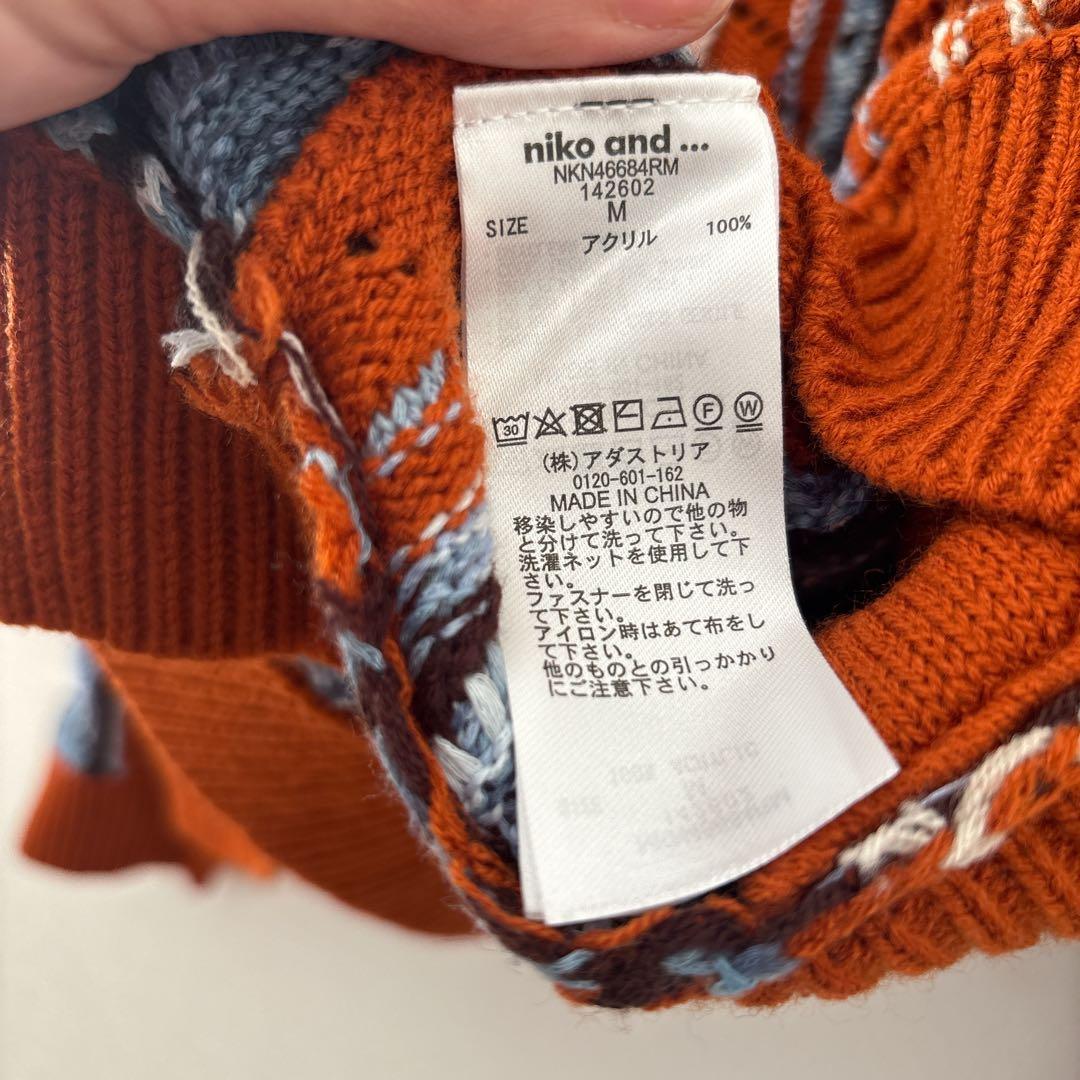 niko and ...
NKN46684RM
142602
SIZE M
アクリル 100%
30 F W
(株)アダストリア
0120-601-162
MADE IN CHINA
移染しやすいので他の物
と分けて洗って下さい。
洗濯ネットを使用して下
さい。
ファスナーを閉じて洗っ
て下さい。
アイロン時はあて布をし
て下さい。
他のものとの引っかかり
にご注意下さい。